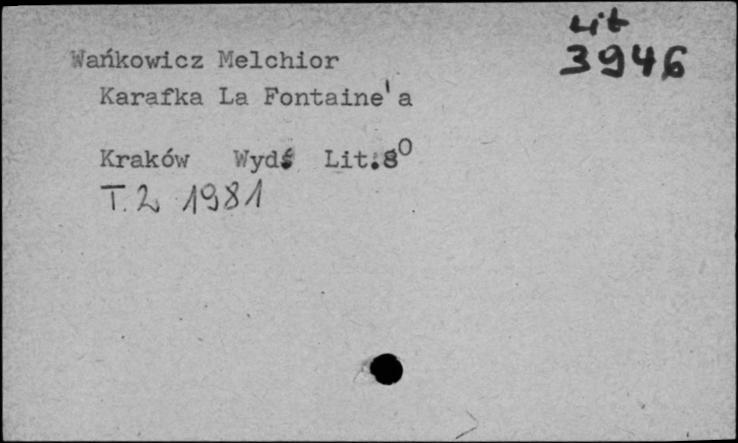 Lit
3946
Wańkowicz Melchior
Karafka La Fontaine'a
Kraków Wyd. Lit. 8⁰
T. 2 1981